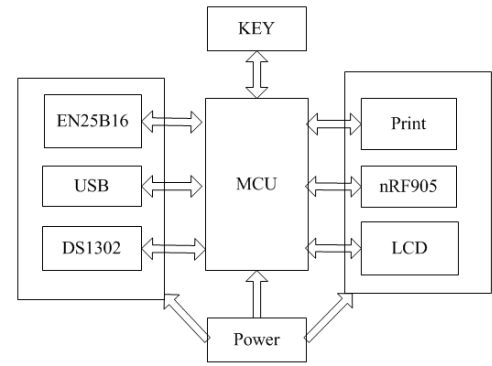 KEY
EN25B16
USB
DS1302
MCU
Print
nRF905
LCD
Power